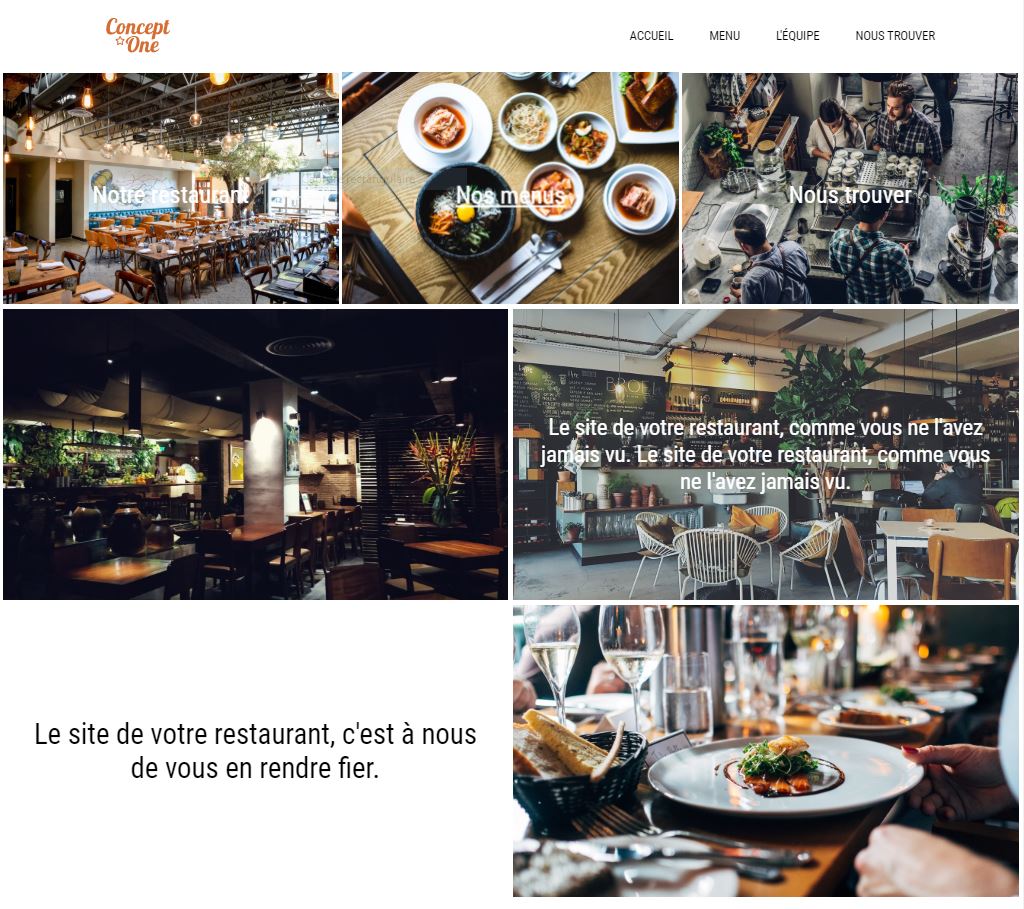 Concept
One
ACCUEIL MENU L'ÉQUIPE NOUS TROUVER
rectangulaire
Notre restaurant
Nos menus
Nous trouver
BROEI
Le site de votre restaurant, comme vous ne l'avez
jamais vu. Le site de votre restaurant, comme vous
ne l'avez jamais vu.
Le site de votre restaurant, c'est à nous
de vous en rendre fier.